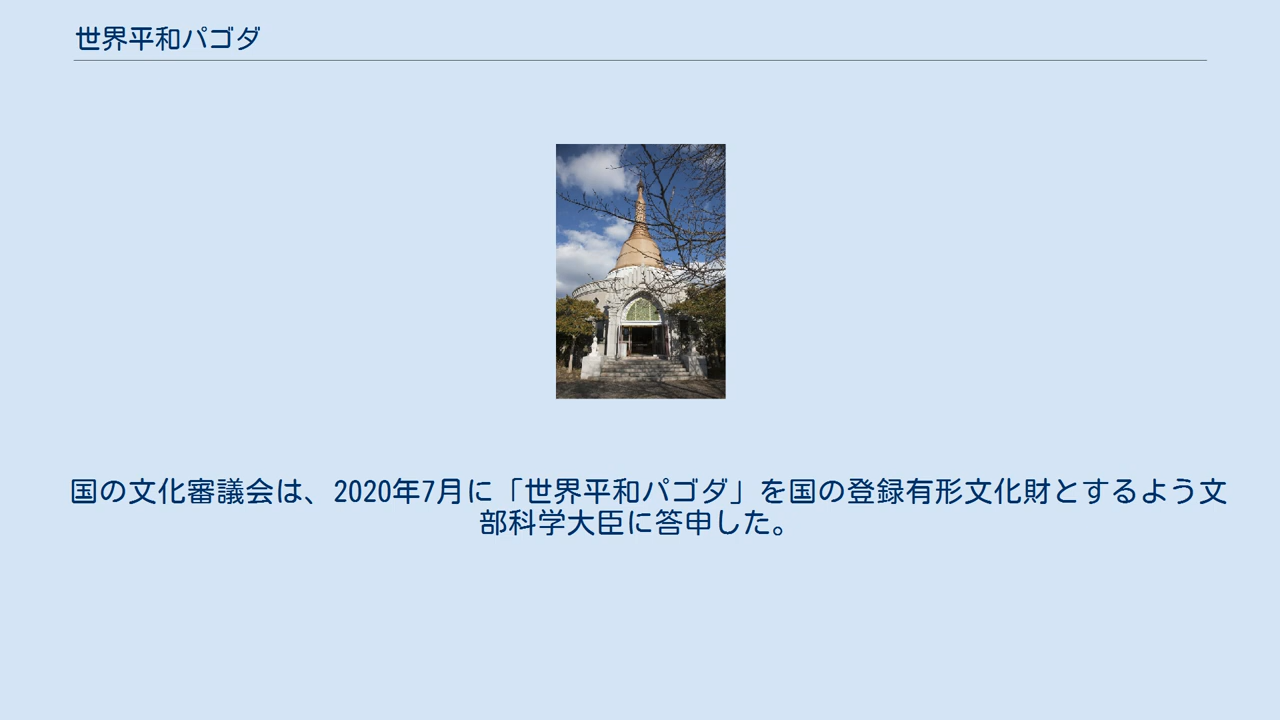 世界平和パゴダ
国の文化審議会は、2020年7月に「世界平和パゴダ」を国の登録有形文化財とするよう文
部科学大臣に答申した。